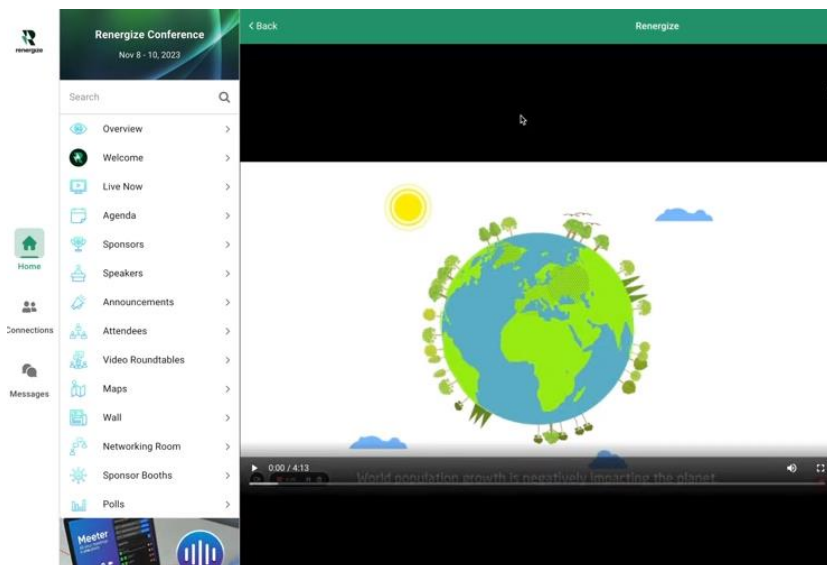 renergize
Renergize Conference
Nov 8 - 10, 2023
Search
Overview
Welcome
Live Now
Agenda
Sponsors
Speakers
Announcements
Attendees
Video Roundtables
Maps
Wall
Networking Room
Sponsor Booths
Polls
Home
Connections
Messages
Meeter
Back
Renergize
0:00 / 4:13
World population growth is negatively impacting the planet